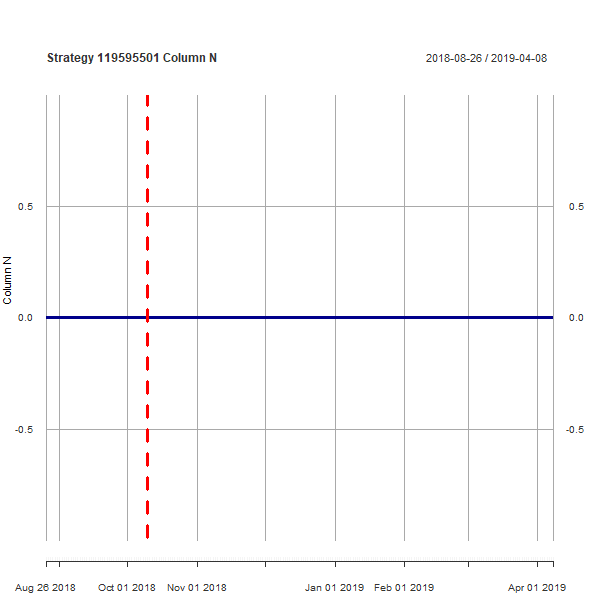 Strategy 119595501 Column N 2018-08-26 / 2019-04-08
0.5 0.5
Column N
0.0 0.0
-0.5 -0.5
Aug 26 2018 Oct 01 2018 Nov 01 2018 Jan 01 2019 Feb 01 2019 Apr 01 2019